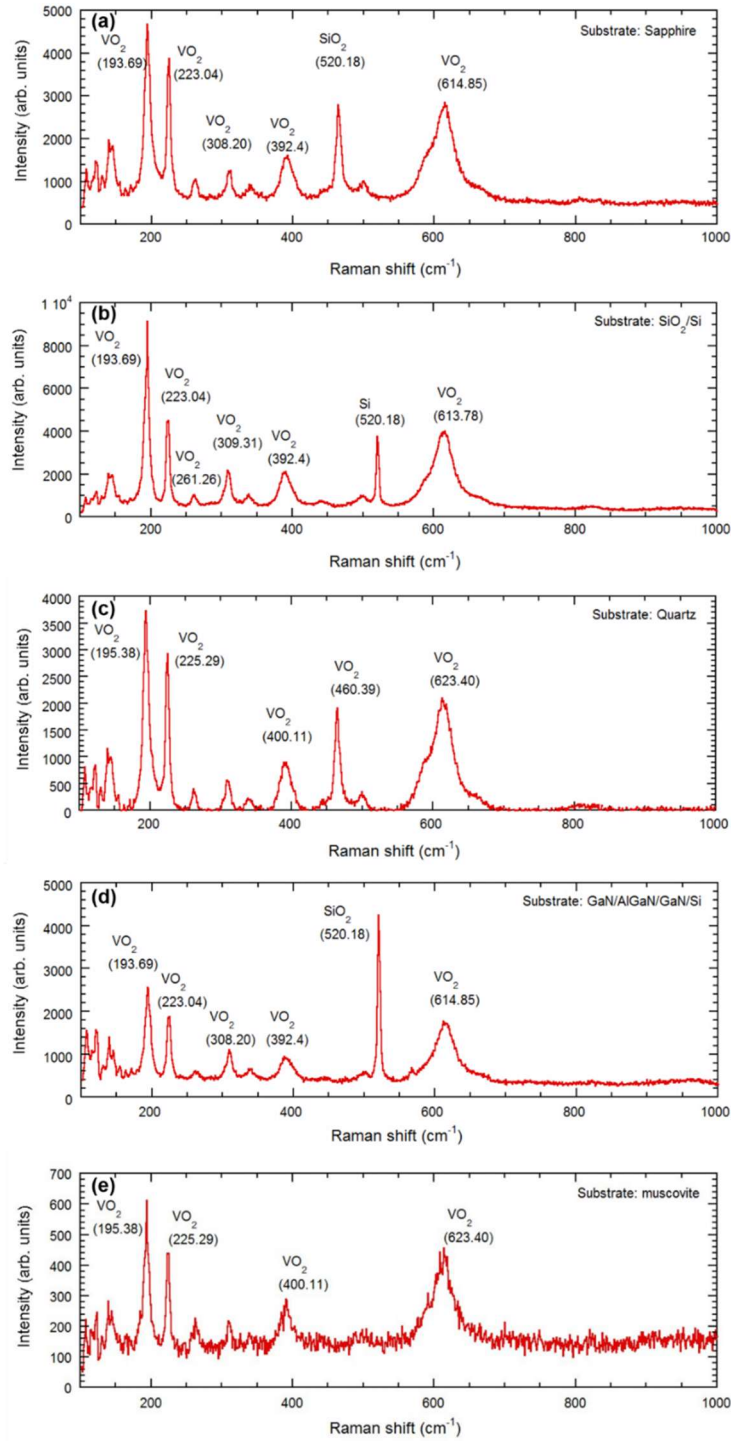 (a)
Substrate: Sapphire
VO2
(193.69)
VO2
(223.04)
VO2
(308.20)
VO2
(392.4)
SiO2
(520.18)
VO2
(614.85)
Intensity (arb. units)
5000
4000
3000
2000
1000
0
200 400 600 800 1000
Raman shift (cm-1)
(b)
Substrate: SiO2/Si
VO2
(193.69)
VO2
(223.04)
VO2
(261.26)
VO2
(309.31)
VO2
(392.4)
Si
(520.18)
VO2
(613.78)
Intensity (arb. units)
1 10^4
8000
6000
4000
2000
0
200 400 600 800 1000
Raman shift (cm-1)
(c)
Substrate: Quartz
VO2
(195.38)
VO2
(225.29)
VO2
(400.11)
VO2
(460.39)
VO2
(623.40)
Intensity (arb. units)
4000
3500
3000
2500
2000
1500
1000
500
0
200 400 600 800 1000
Raman shift (cm-1)
(d)
Substrate: GaN/AlGaN/GaN/Si
VO2
(193.69)
VO2
(223.04)
VO2
(308.20)
VO2
(392.4)
SiO2
(520.18)
VO2
(614.85)
Intensity (arb. units)
5000
4000
3000
2000
1000
0
200 400 600 800 1000
Raman shift (cm-1)
(e)
Substrate: muscovite
VO2
(195.38)
VO2
(225.29)
VO2
(400.11)
VO2
(623.40)
Intensity (arb. units)
700
600
500
400
300
200
100
0
200 400 600 800 1000
Raman shift (cm-1)